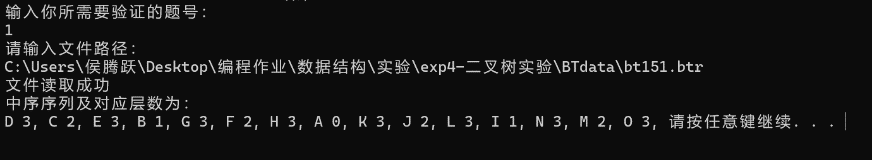 输入你所需要验证的题号：
1
请输入文件路径：
C:\Users\侯腾跃\Desktop\编程作业\数据结构\实验\exp4-二叉树实验\BTdata\bt151.btr
文件读取成功
中序序列及对应层数为：
D 3, C 2, E 3, B 1, G 3, F 2, H 3, A 0, K 3, J 2, L 3, I 1, N 3, M 2, O 3, 请按任意键继续. . .